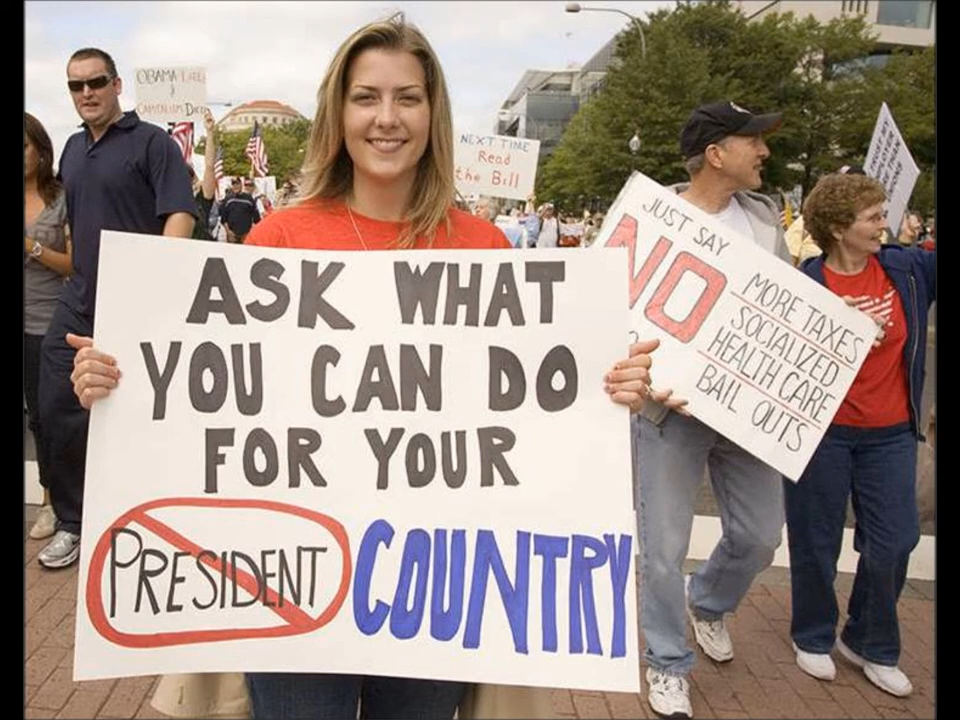 ASK WHAT
YOU CAN DO
FOR YOUR
PRESIDENT COUNTRY
JUST SAY
NO
MORE TAXES
SOCIALIZED
HEALTH CARE
BAIL OUTS
NEXT TIME
Read
the Bill
OBAMA
& CAPITALISM